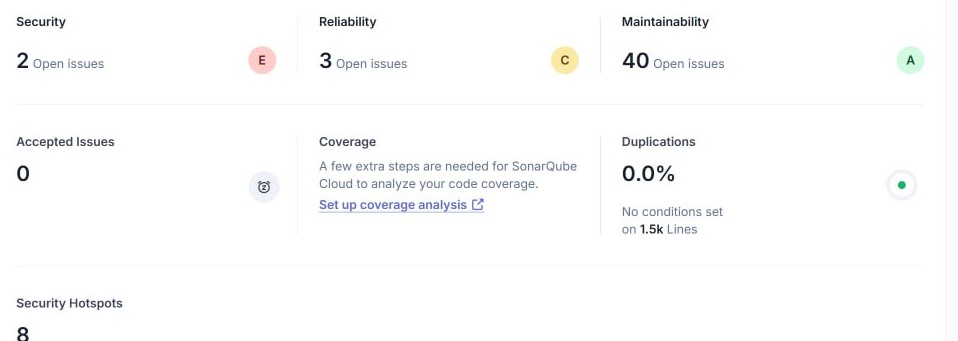 Security
2 Open issues
E
Reliability
3 Open issues
C
Maintainability
40 Open issues
A
Accepted Issues
0
Coverage
A few extra steps are needed for SonarQube
Cloud to analyze your code coverage.
Set up coverage analysis
Duplications
0.0%
No conditions set
on 1.5k Lines
Security Hotspots
8